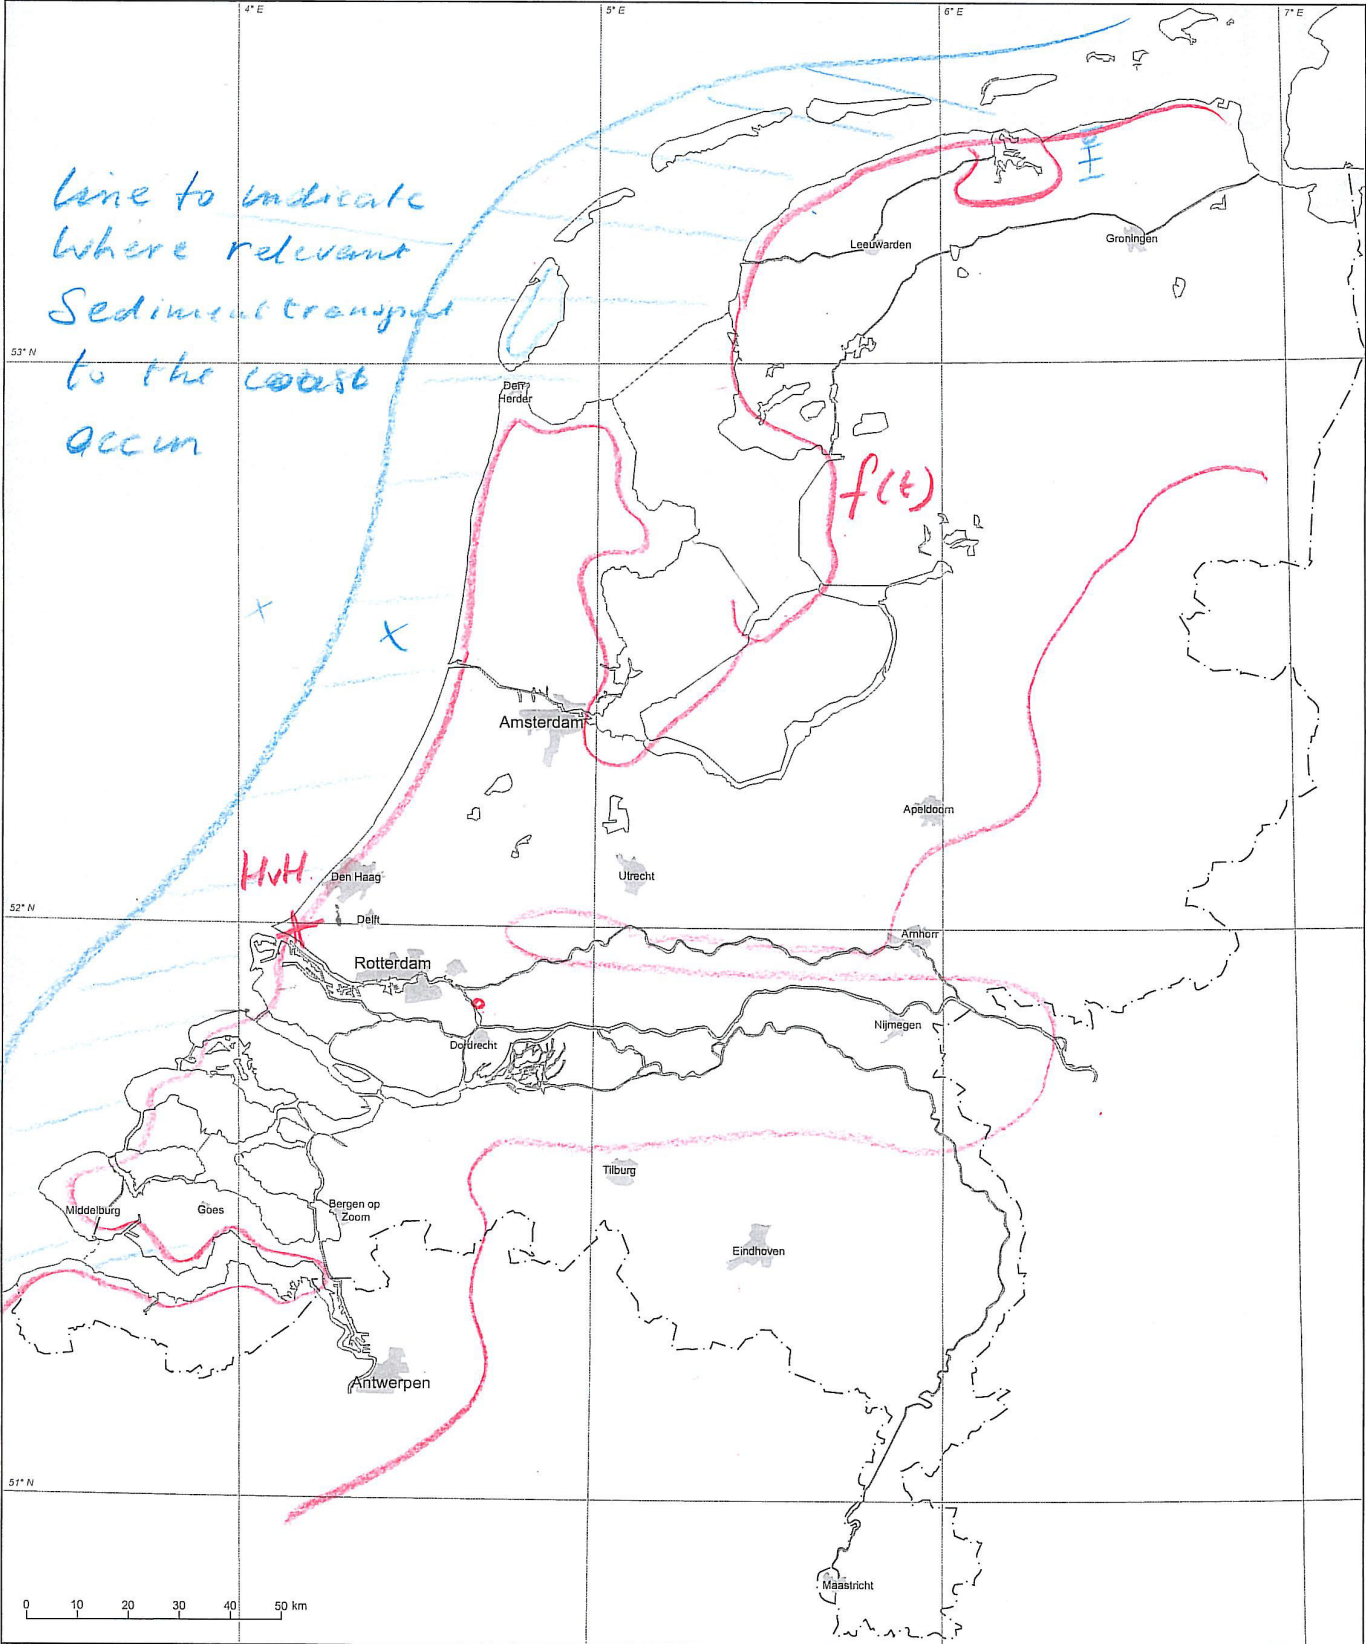 4° E
5° E
6° E
7° E
line to indicate
where relevant
Sediment transport
to the coast
occur
Leeuwarden
Groningen
53° N
Den
Herder
f(t)
x
x
Amsterdam
Apeldoorn
HvH.
Den Haag
Utrecht
52° N
Delft
Arnhorr
Rotterdam
Nijmegen
Dordrecht
Tilburg
Middelburg
Goes
Bergen op
Zoom
Eindhoven
Antwerpen
51° N
Maastricht
0 10 20 30 40 50 km